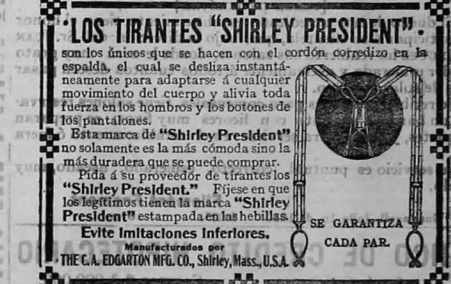 LOS TIRANTES "SHIRLEY PRESIDENT"
son los únicos que se hacen con el cordón corredizo en la
espalda, el cual se desliza instantá-
neamente para adaptarse á cualquier
movimiento del cuerpo y alivia toda
fuerza en los hombros y los botones de
los pantalones.
Esta marca de "Shirley President"
no solamente es la más cómoda sino la
más duradera que se puede comprar.
Pida á su proveedor de tirantes los
"Shirley President." Fíjese en que
los legítimos tienen la marca "Shirley
President" estampada en las hebillas.
Evite Imitaciones Inferiores.
Manufacturados por
THE C. A. EDGARTON MFG. CO., Shirley, Mass., U.S.A.
SE GARANTIZA
CADA PAR.